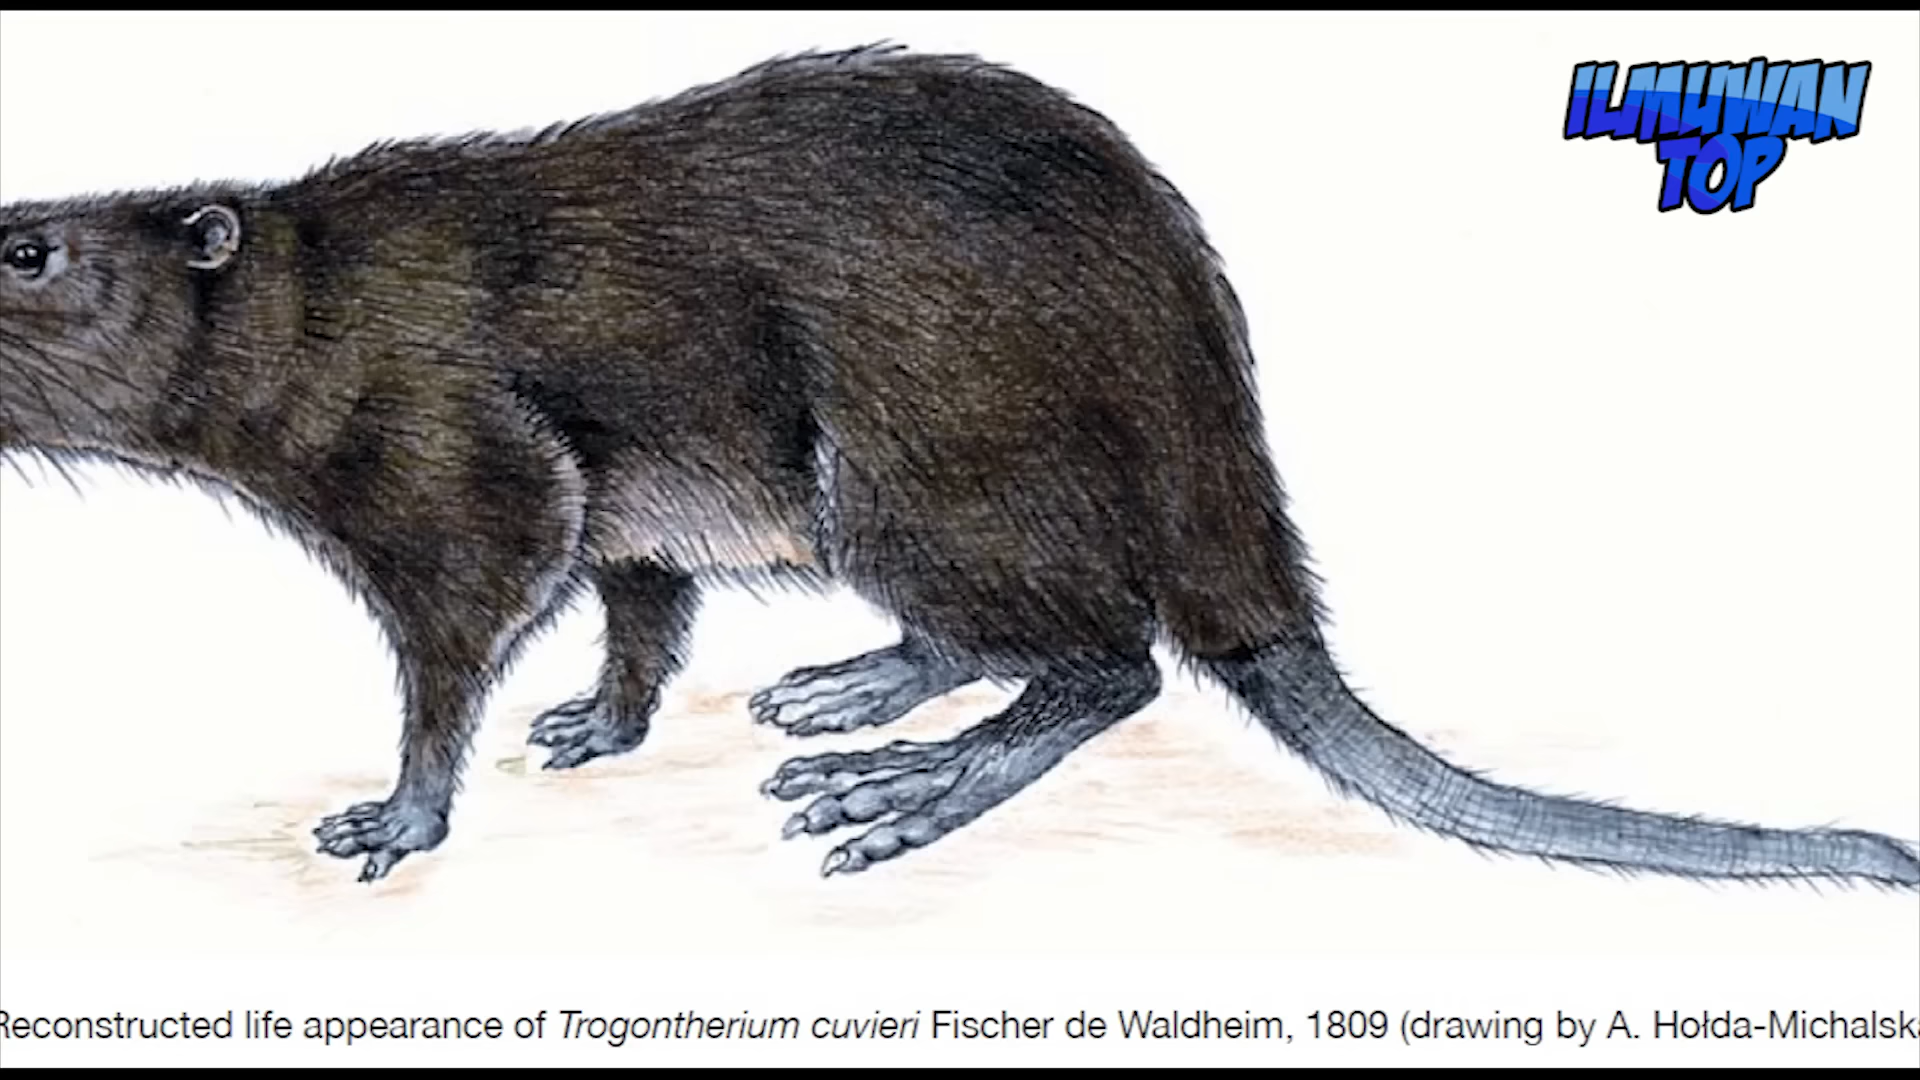 ILMUWAN
TOP
Reconstructed life appearance of Trogontherium cuvieri Fischer de Waldheim, 1809 (drawing by A. Hołda-Michalska